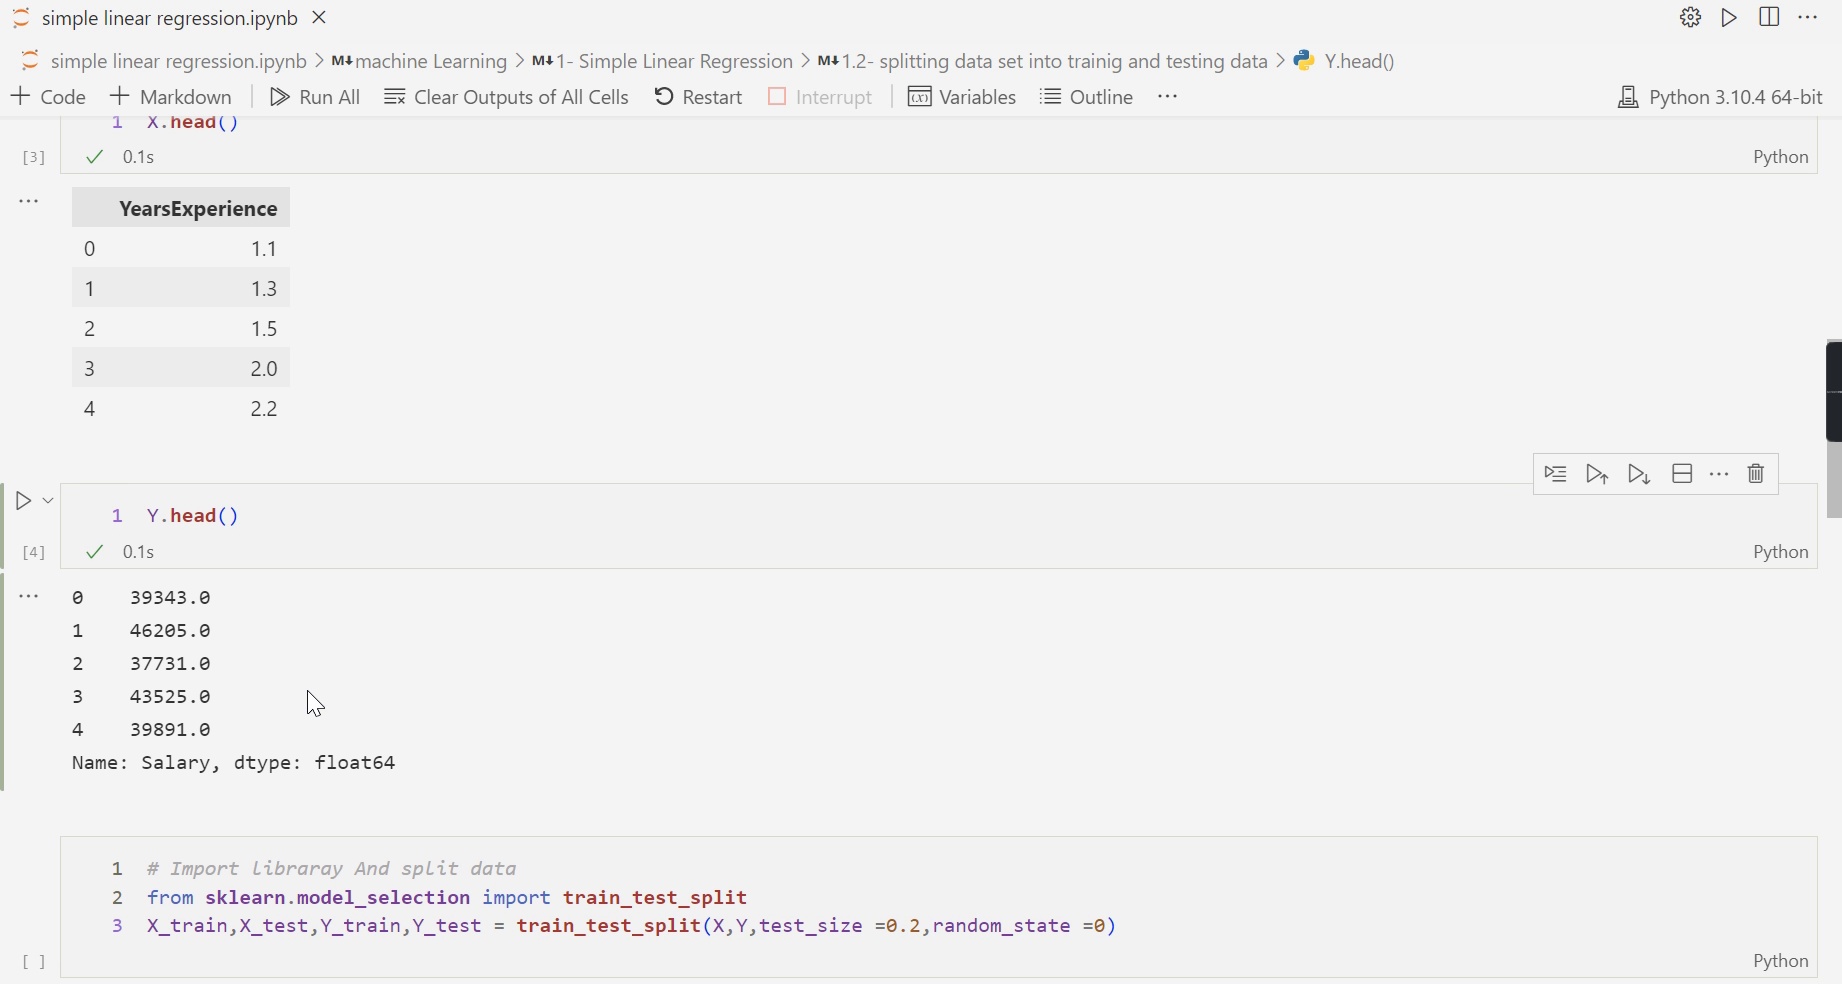 simple linear regression.ipynb
simple linear regression.ipynb > M↓ machine Learning > M↓ 1- Simple Linear Regression > M↓ 1.2- splitting data set into trainig and testing data > Y.head()
+ Code + Markdown Run All Clear Outputs of All Cells Restart Interrupt (x) Variables Outline ··· Python 3.10.4 64-bit
1 X.head()
[3] ✓ 0.1s Python
YearsExperience
0 1.1
1 1.3
2 1.5
3 2.0
4 2.2
1 Y.head()
[4] ✓ 0.1s Python
0 39343.0
1 46205.0
2 37731.0
3 43525.0
4 39891.0
Name: Salary, dtype: float64
1 # Import libraray And split data
2 from sklearn.model_selection import train_test_split
3 X_train,X_test,Y_train,Y_test = train_test_split(X,Y,test_size =0.2,random_state =0)
[ ] Python